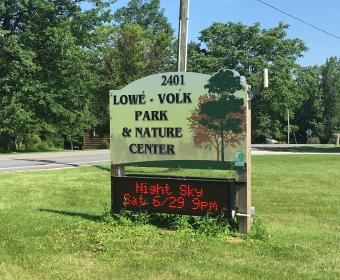 2401
LOWE - VOLK
PARK
& NATURE
CENTER
Night Sky
Sat 6/29 9pm